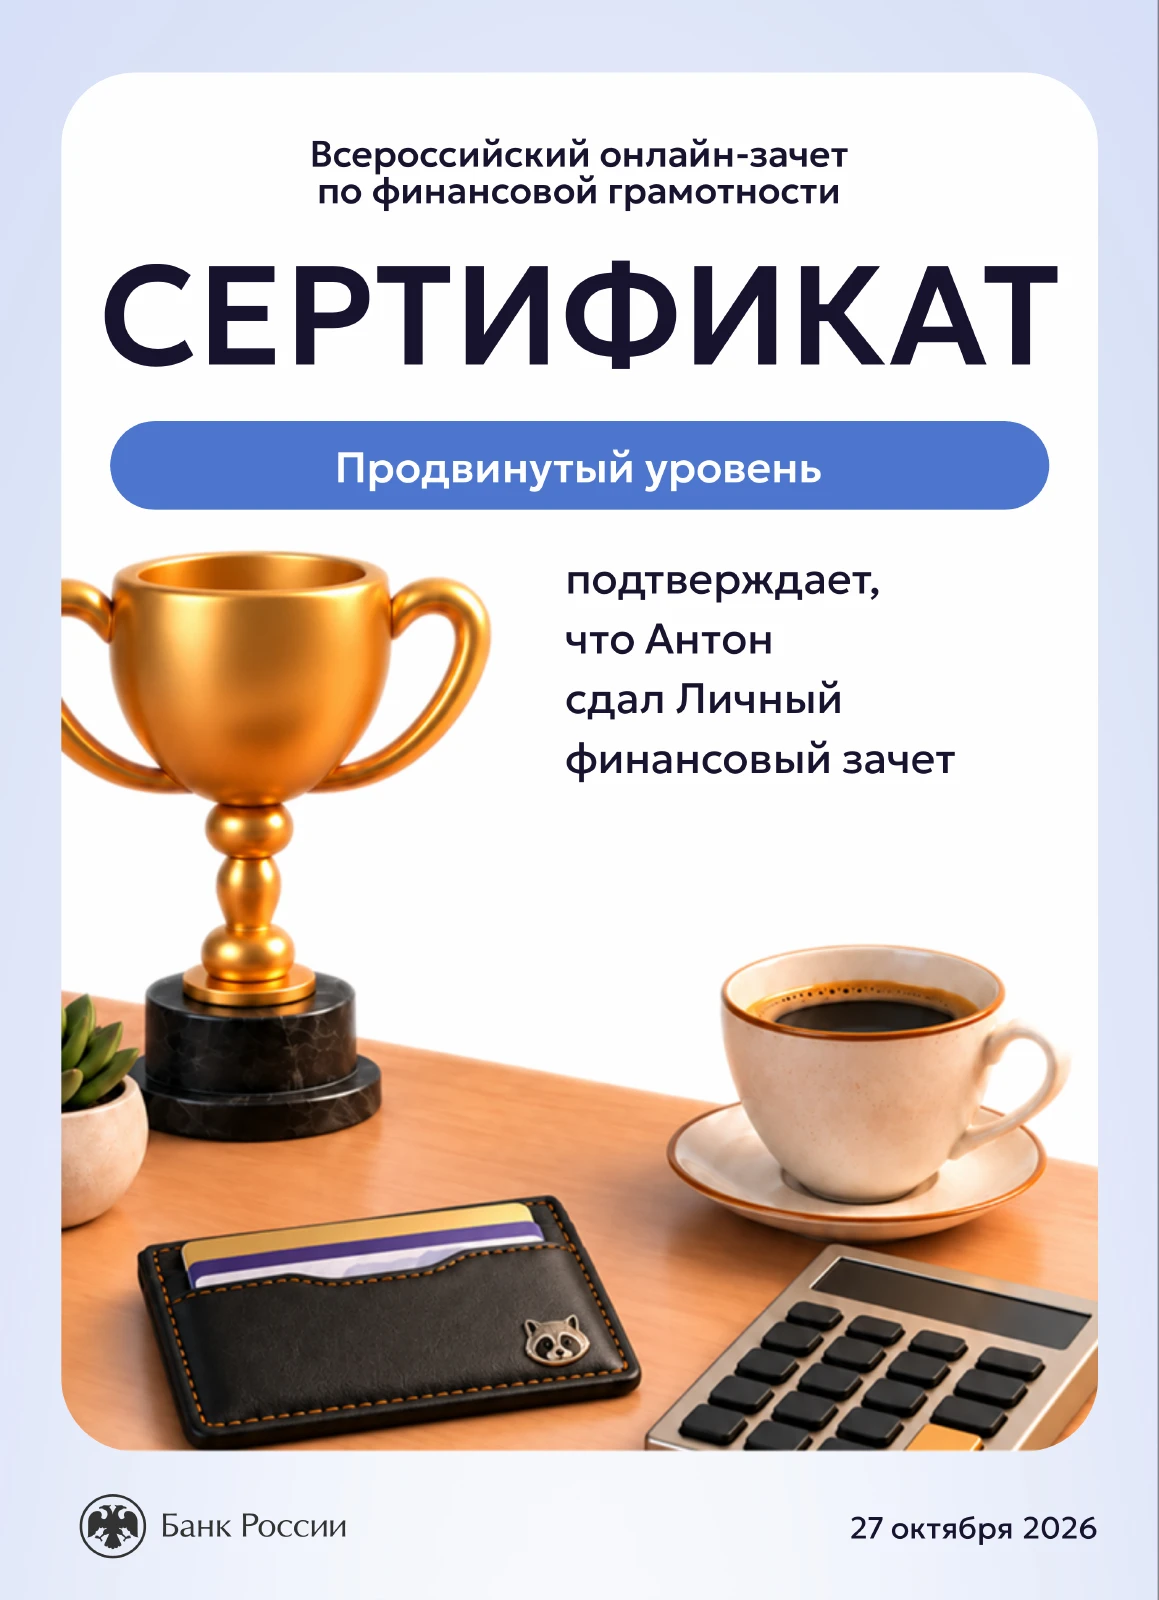 Всероссийский онлайн-зачет
по финансовой грамотности
СЕРТИФИКАТ
Продвинутый уровень
подтверждает,
что Антон
сдал Личный
финансовый зачет
Банк России
27 октября 2026